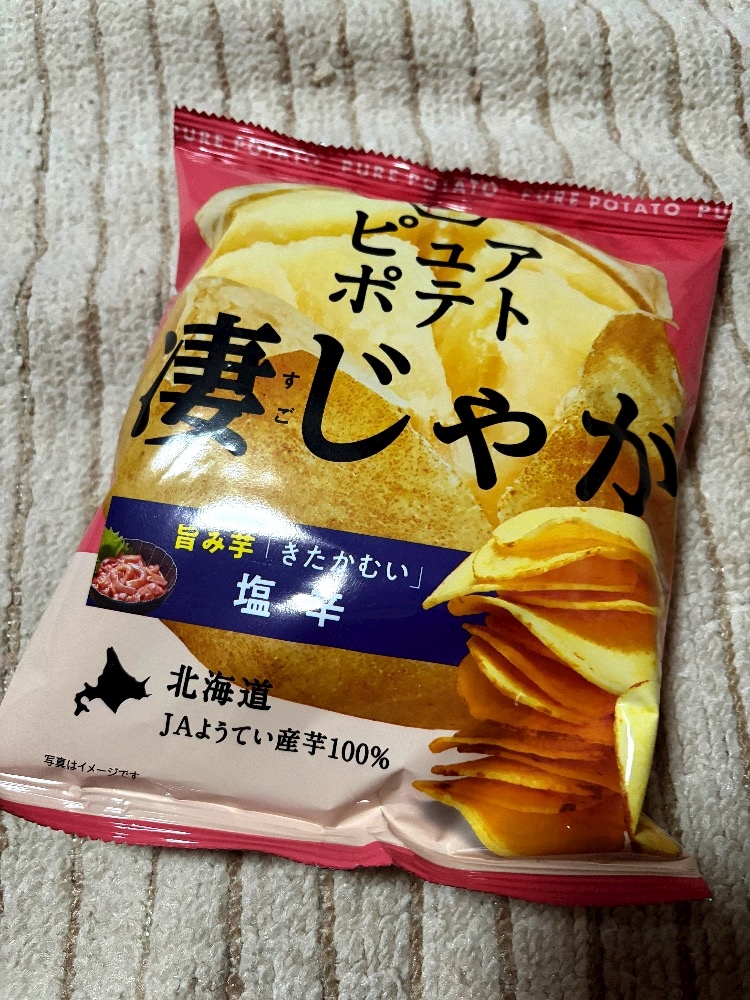 PURE POTATO PURE POTATO PURE POTATO PU
ピュア
ポテト
凄じゃが
すご
旨み芋「きたかむい」
塩辛
北海道
JAようてい産芋100%
写真はイメージです